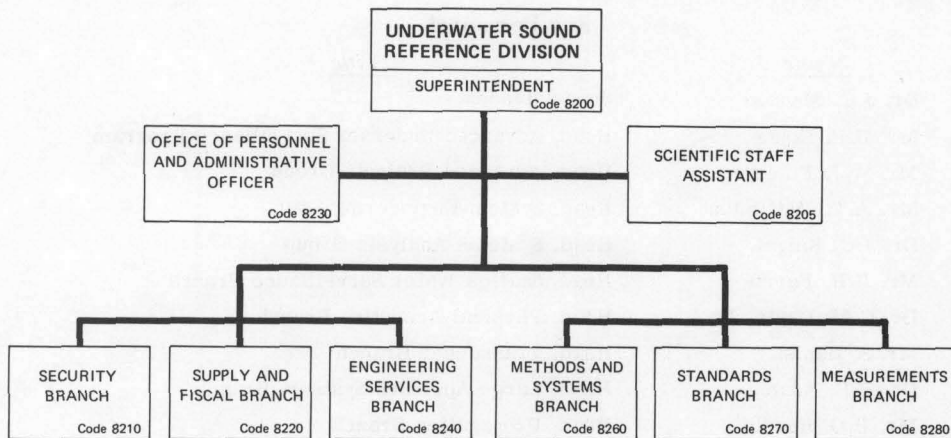 UNDERWATER SOUND
REFERENCE DIVISION
SUPERINTENDENT
Code 8200
OFFICE OF PERSONNEL
AND ADMINISTRATIVE
OFFICER
Code 8230
SCIENTIFIC STAFF
ASSISTANT
Code 8205
SECURITY
BRANCH
Code 8210
SUPPLY AND
FISCAL BRANCH
Code 8220
ENGINEERING
SERVICES
BRANCH
Code 8240
METHODS AND
SYSTEMS
BRANCH
Code 8260
STANDARDS
BRANCH
Code 8270
MEASUREMENTS
BRANCH
Code 8280